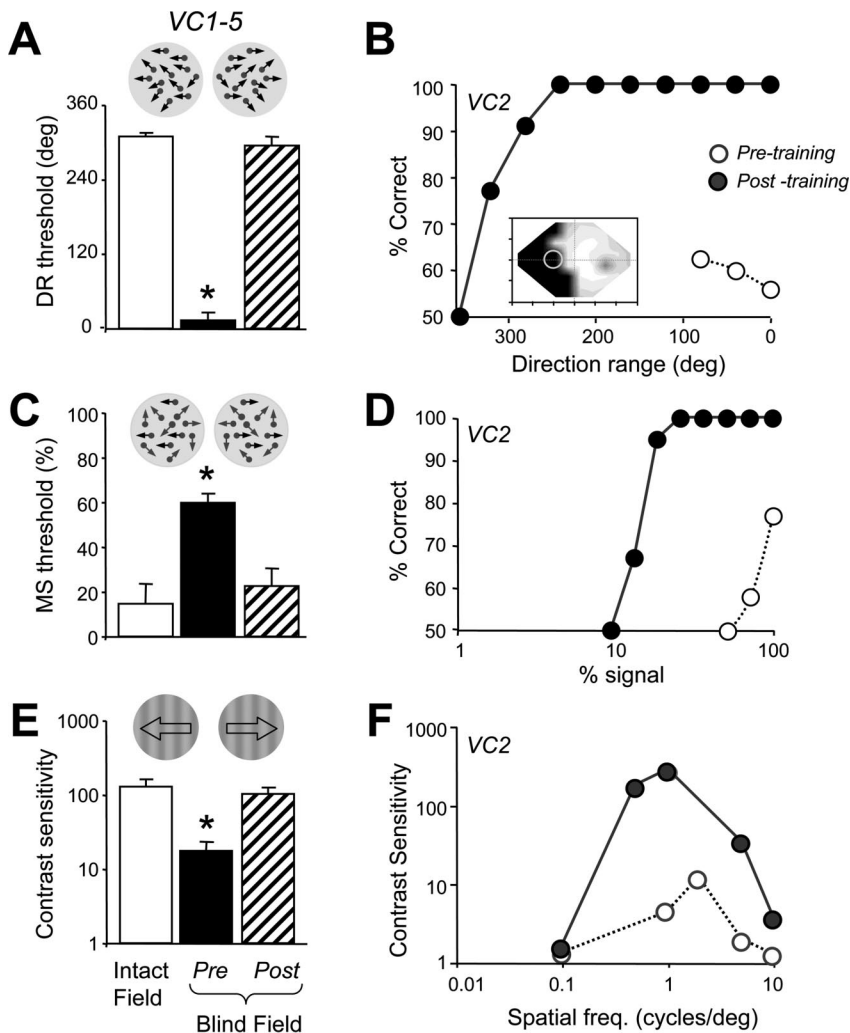 A
VC1-5
DR threshold (deg)
360
240
120
0
*
B
VC2
% Correct
100
90
80
70
60
50
Pre-training
Post -training
300
200
100
0
Direction range (deg)
C
MS threshold (%)
100
80
60
40
20
0
*
D
VC2
% Correct
100
90
80
70
60
50
1
10
100
% signal
E
Contrast sensitivity
1000
100
10
1
*
Intact
Field
Pre
Post
Blind Field
F
VC2
Contrast Sensitivity
1000
100
10
1
0.01
0.1
1
10
Spatial freq. (cycles/deg)